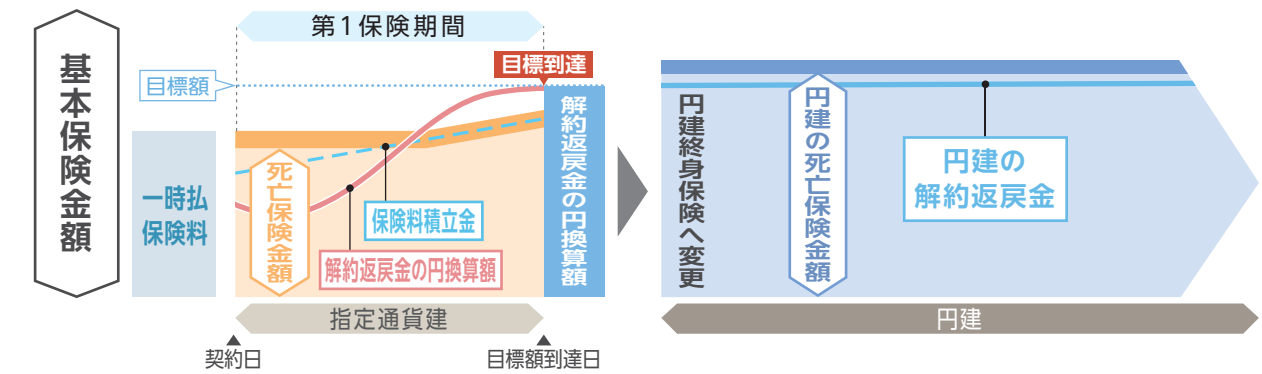 基本保険金額
第1保険期間
目標到達
目標額
一時払
保険料
死亡保険金額
保険料積立金
解約返戻金の円換算額
解約返戻金の円換算額
指定通貨建
契約日
目標額到達日
円建終身保険へ変更
円建の死亡保険金額
円建の
解約返戻金
円建